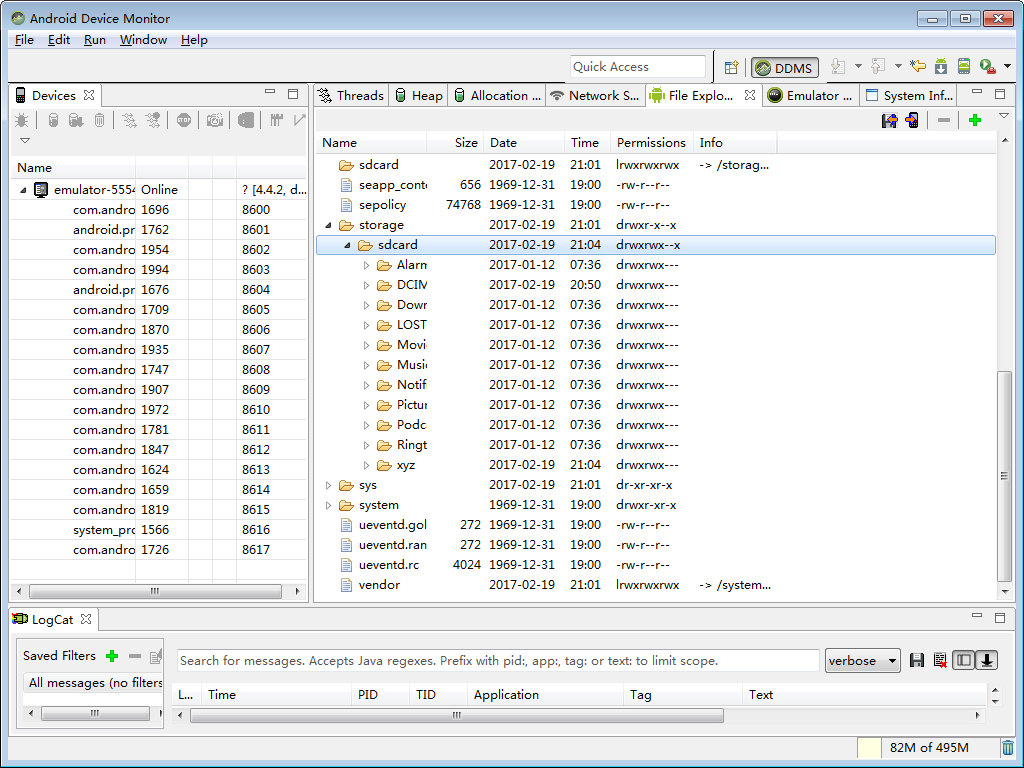 Android Device Monitor
File Edit Run Window Help
Quick Access DDMS
Devices
Name
emulator-5554 Online ? [4.4.2, d...
com.andro 1696 8600
android.pr 1762 8601
com.andro 1954 8602
com.andro 1994 8603
android.pr 1676 8604
com.andro 1709 8605
com.andro 1870 8606
com.andro 1935 8607
com.andro 1747 8608
com.andro 1907 8609
com.andro 1972 8610
com.andro 1781 8611
com.andro 1847 8612
com.andro 1624 8613
com.andro 1659 8614
com.andro 1819 8615
system_pro 1566 8616
com.andro 1726 8617
Threads Heap Allocation ... Network S... File Explo... Emulator ... System Inf...
Name Size Date Time Permissions Info
sdcard 2017-02-19 21:01 lrwxrwxrwx -> /storag...
seapp_conte 656 1969-12-31 19:00 -rw-r--r--
sepolicy 74768 1969-12-31 19:00 -rw-r--r--
storage 2017-02-19 21:01 drwxr-x--x
sdcard 2017-02-19 21:04 drwxrwx--x
Alarm 2017-01-12 07:36 drwxrwx---
DCIM 2017-02-19 20:50 drwxrwx---
Down 2017-01-12 07:36 drwxrwx---
LOST 2017-01-12 07:36 drwxrwx---
Movi 2017-01-12 07:36 drwxrwx---
Music 2017-01-12 07:36 drwxrwx---
Notif 2017-01-12 07:36 drwxrwx---
Pictur 2017-01-12 07:36 drwxrwx---
Podc 2017-01-12 07:36 drwxrwx---
Ringt 2017-01-12 07:36 drwxrwx---
xyz 2017-02-19 21:04 drwxrwx---
sys 2017-02-19 21:01 dr-xr-xr-x
system 1969-12-31 19:00 drwxr-xr-x
ueventd.gol 272 1969-12-31 19:00 -rw-r--r--
ueventd.ran 272 1969-12-31 19:00 -rw-r--r--
ueventd.rc 4024 1969-12-31 19:00 -rw-r--r--
vendor 2017-02-19 21:01 lrwxrwxrwx -> /system...
LogCat
Saved Filters
All messages (no filters
Search for messages. Accepts Java regexes. Prefix with pid:, app:, tag: or text: to limit scope. verbose
L... Time PID TID Application Tag Text
82M of 495M